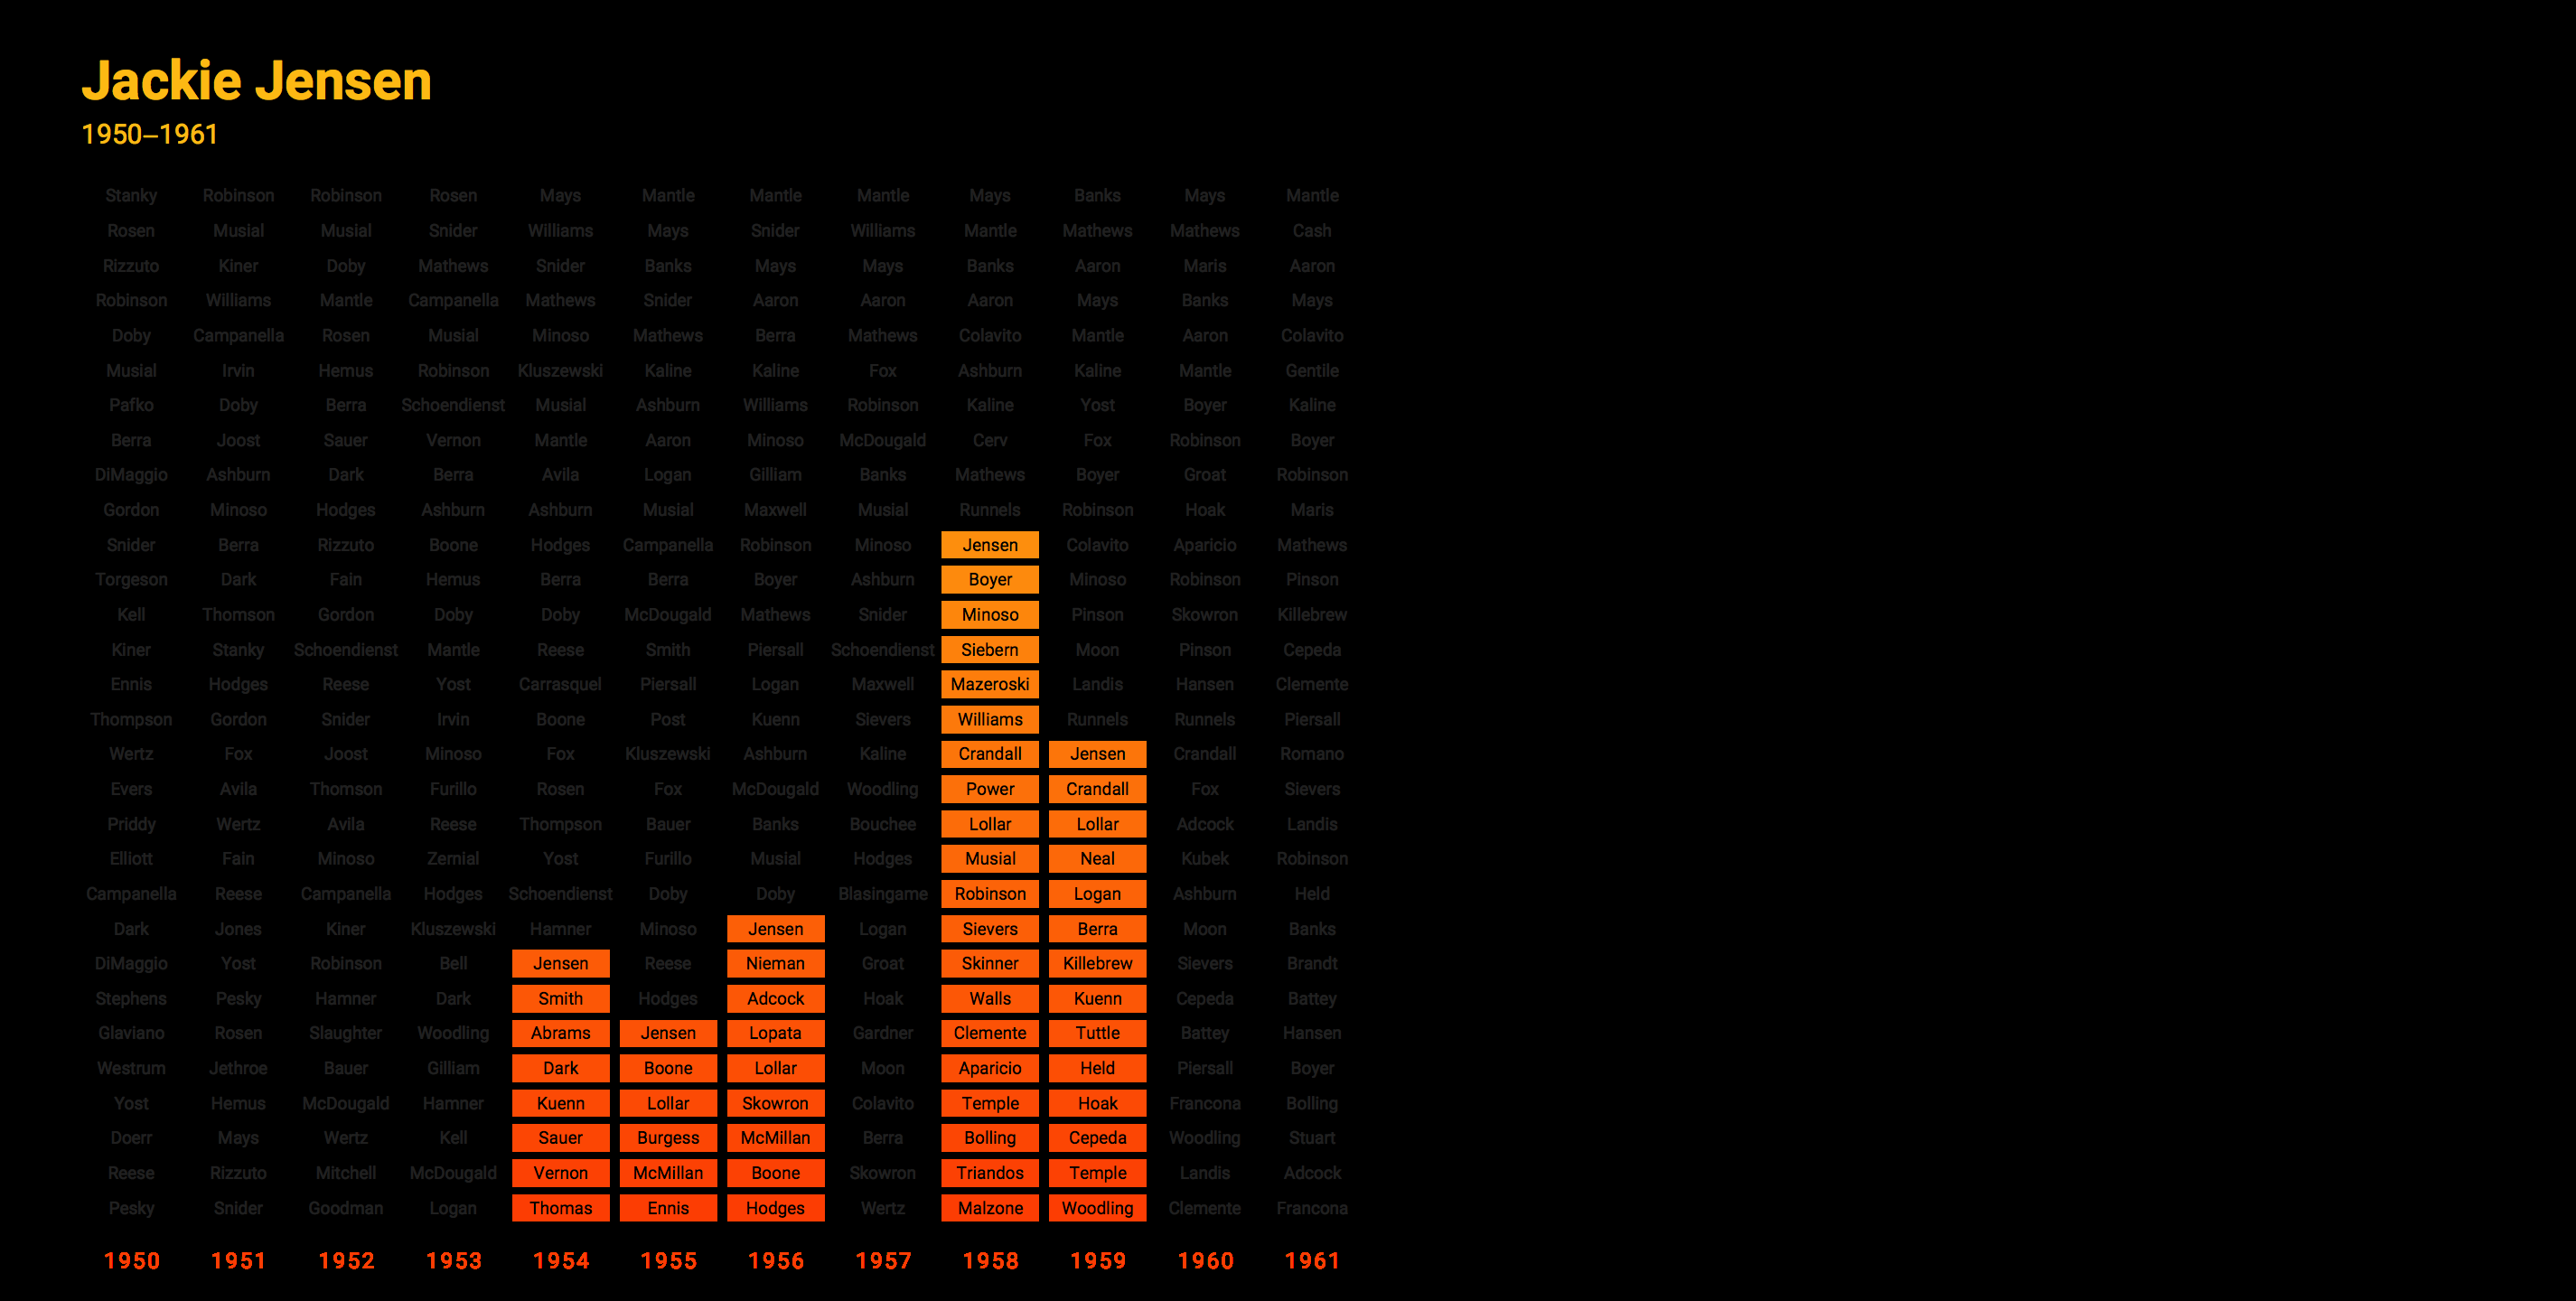 Jackie Jensen
1950–1961
Stanky Robinson Robinson Rosen Mays Mantle Mantle Mantle Mays Banks Mays Mantle
Rosen Musial Musial Snider Williams Mays Snider Williams Mantle Mathews Mathews Cash
Rizzuto Kiner Doby Mathews Snider Banks Mays Mays Banks Aaron Maris Aaron
Robinson Williams Mantle Campanella Mathews Snider Aaron Aaron Aaron Mays Banks Mays
Doby Campanella Rosen Musial Minoso Mathews Berra Mathews Colavito Mantle Aaron Colavito
Musial Irvin Hemus Robinson Kluszewski Kaline Kaline Fox Ashburn Kaline Mantle Gentile
Pafko Doby Berra Schoendienst Musial Ashburn Williams Robinson Kaline Yost Boyer Kaline
Berra Joost Sauer Vernon Mantle Aaron Minoso McDougald Cerv Fox Robinson Boyer
DiMaggio Ashburn Dark Berra Avila Logan Gilliam Banks Mathews Boyer Groat Robinson
Gordon Minoso Hodges Ashburn Ashburn Musial Maxwell Musial Runnels Robinson Hoak Maris
Snider Berra Rizzuto Boone Hodges Campanella Robinson Minoso Jensen Colavito Aparicio Mathews
Torgeson Dark Fain Hemus Berra Berra Boyer Ashburn Boyer Minoso Robinson Pinson
Kell Thomson Gordon Doby Doby McDougald Mathews Snider Minoso Pinson Skowron Killebrew
Kiner Stanky Schoendienst Mantle Reese Smith Piersall Schoendienst Siebern Moon Pinson Cepeda
Ennis Hodges Reese Yost Carrasquel Piersall Logan Maxwell Mazeroski Landis Hansen Clemente
Thompson Gordon Snider Irvin Boone Post Kuenn Sievers Williams Runnels Runnels Piersall
Wertz Fox Joost Minoso Fox Kluszewski Ashburn Kaline Crandall Jensen Crandall Romano
Evers Avila Thomson Furillo Rosen Fox McDougald Woodling Power Crandall Fox Sievers
Priddy Wertz Avila Reese Thompson Bauer Banks Bouchee Lollar Lollar Adcock Landis
Elliott Fain Minoso Zernial Yost Furillo Musial Hodges Musial Neal Kubek Robinson
Campanella Reese Campanella Hodges Schoendienst Doby Doby Blasingame Robinson Logan Ashburn Held
Dark Jones Kiner Kluszewski Hamner Minoso Jensen Logan Sievers Berra Moon Banks
DiMaggio Yost Robinson Bell Jensen Reese Nieman Groat Skinner Killebrew Sievers Brandt
Stephens Pesky Hamner Dark Smith Hodges Adcock Hoak Walls Kuenn Cepeda Battey
Glaviano Rosen Slaughter Woodling Abrams Jensen Lopata Gardner Clemente Tuttle Battey Hansen
Westrum Jethroe Bauer Gilliam Dark Boone Lollar Moon Aparicio Held Piersall Boyer
Yost Hemus McDougald Hamner Kuenn Lollar Skowron Colavito Temple Hoak Francona Bolling
Doerr Mays Wertz Kell Sauer Burgess McMillan Berra Bolling Cepeda Woodling Stuart
Reese Rizzuto Mitchell McDougald Vernon McMillan Boone Skowron Triandos Temple Landis Adcock
Pesky Snider Goodman Logan Thomas Ennis Hodges Wertz Malzone Woodling Clemente Francona
1950 1951 1952 1953 1954 1955 1956 1957 1958 1959 1960 1961